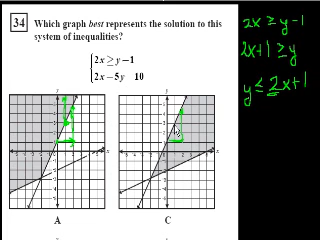 34 Which graph best represents the solution to this
system of inequalities?
2x ≥ y – 1
2x – 5y 10
A
C
2x ≥ y-1
2x+1 ≥ y
y ≤ 2x+1